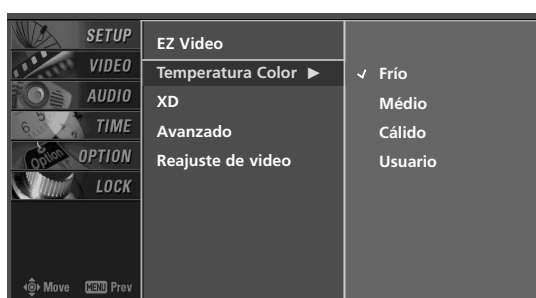 SETUP
VIDEO
AUDIO
TIME
OPTION
LOCK
Move MENU Prev
EZ Video
Temperatura Color ►
XD
Avanzado
Reajuste de video
✓ Frío
Médio
Cálido
Usuario